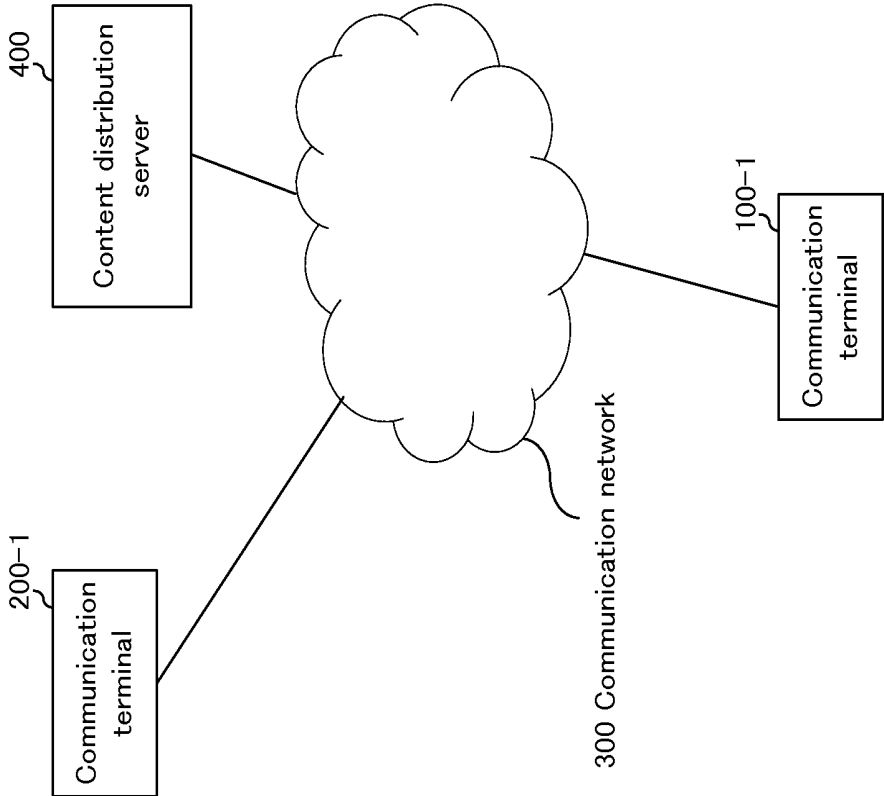 200-1
Communication
terminal
400
Content distribution
server
300 Communication network
100-1
Communication
terminal